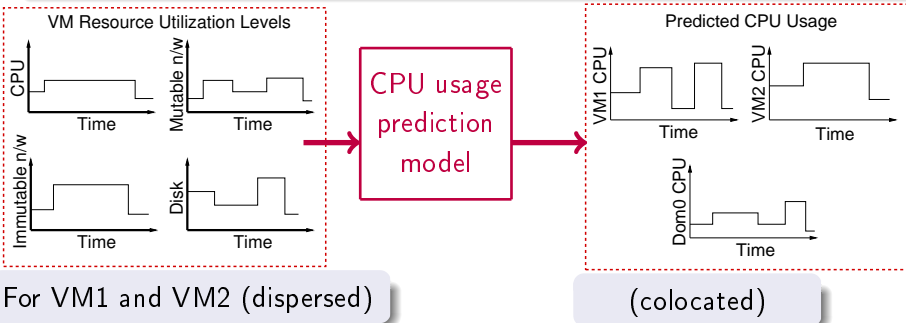 VM Resource Utilization Levels
CPU
Time
Mutable n/w
Time
Immutable n/w
Time
Disk
Time
CPU usage
prediction
model
Predicted CPU Usage
VM1 CPU
Time
VM2 CPU
Time
Dom0 CPU
Time
For VM1 and VM2 (dispersed)
(colocated)